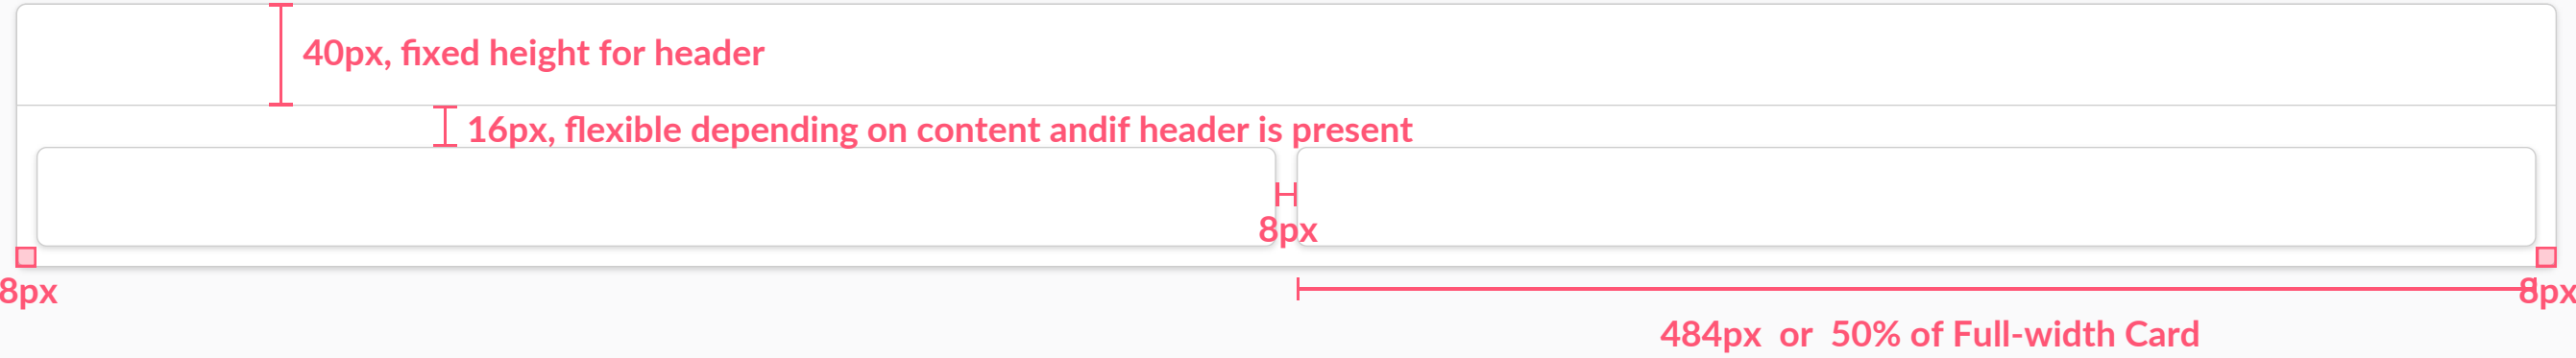 40px, fixed height for header
16px, flexible depending on content andif header is present
8px
8px
8px
484px or 50% of Full-width Card